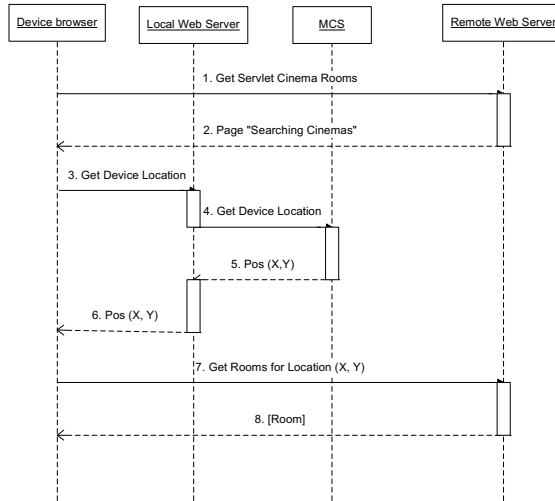 Device browser
Local Web Server
MCS
Remote Web Server
1. Get Servlet Cinema Rooms
2. Page "Searching Cinemas"
3. Get Device Location
4. Get Device Location
5. Pos (X,Y)
6. Pos (X, Y)
7. Get Rooms for Location (X, Y)
8. [Room]